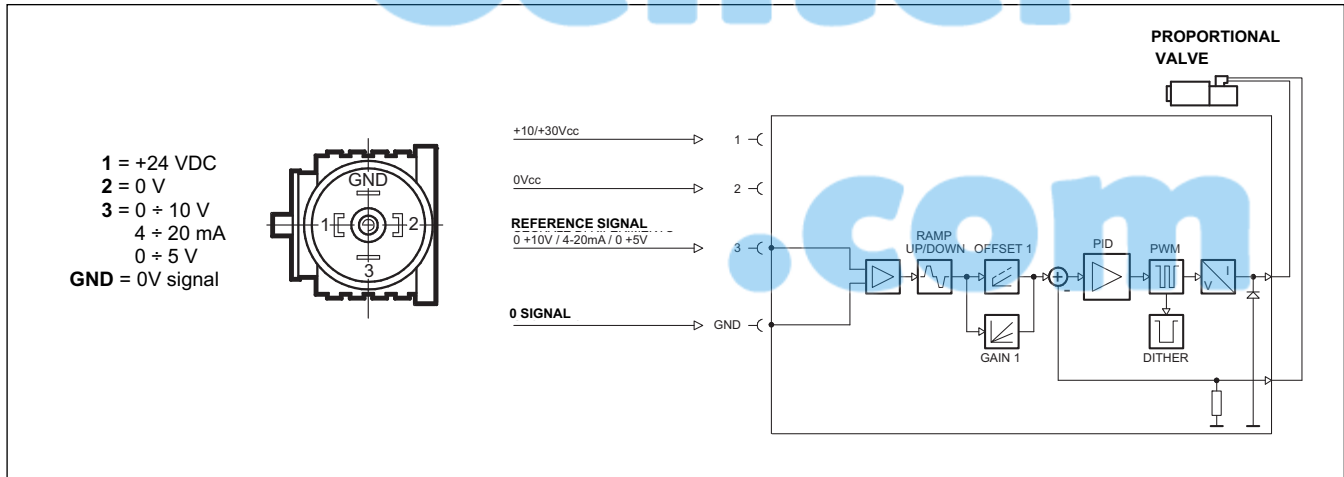 PROPORTIONAL
VALVE
1 = +24 VDC
2 = 0 V
3 = 0 ÷ 10 V
4 ÷ 20 mA
0 ÷ 5 V
GND = 0V signal
GND
1
2
3
+10/+30Vcc
1
0Vcc
2
REFERENCE SIGNAL
0 +10V / 4-20mA / 0 +5V
3
0 SIGNAL
GND
RAMP
UP/DOWN
OFFSET 1
GAIN 1
PID
PWM
DITHER
I
V
+
-
.com